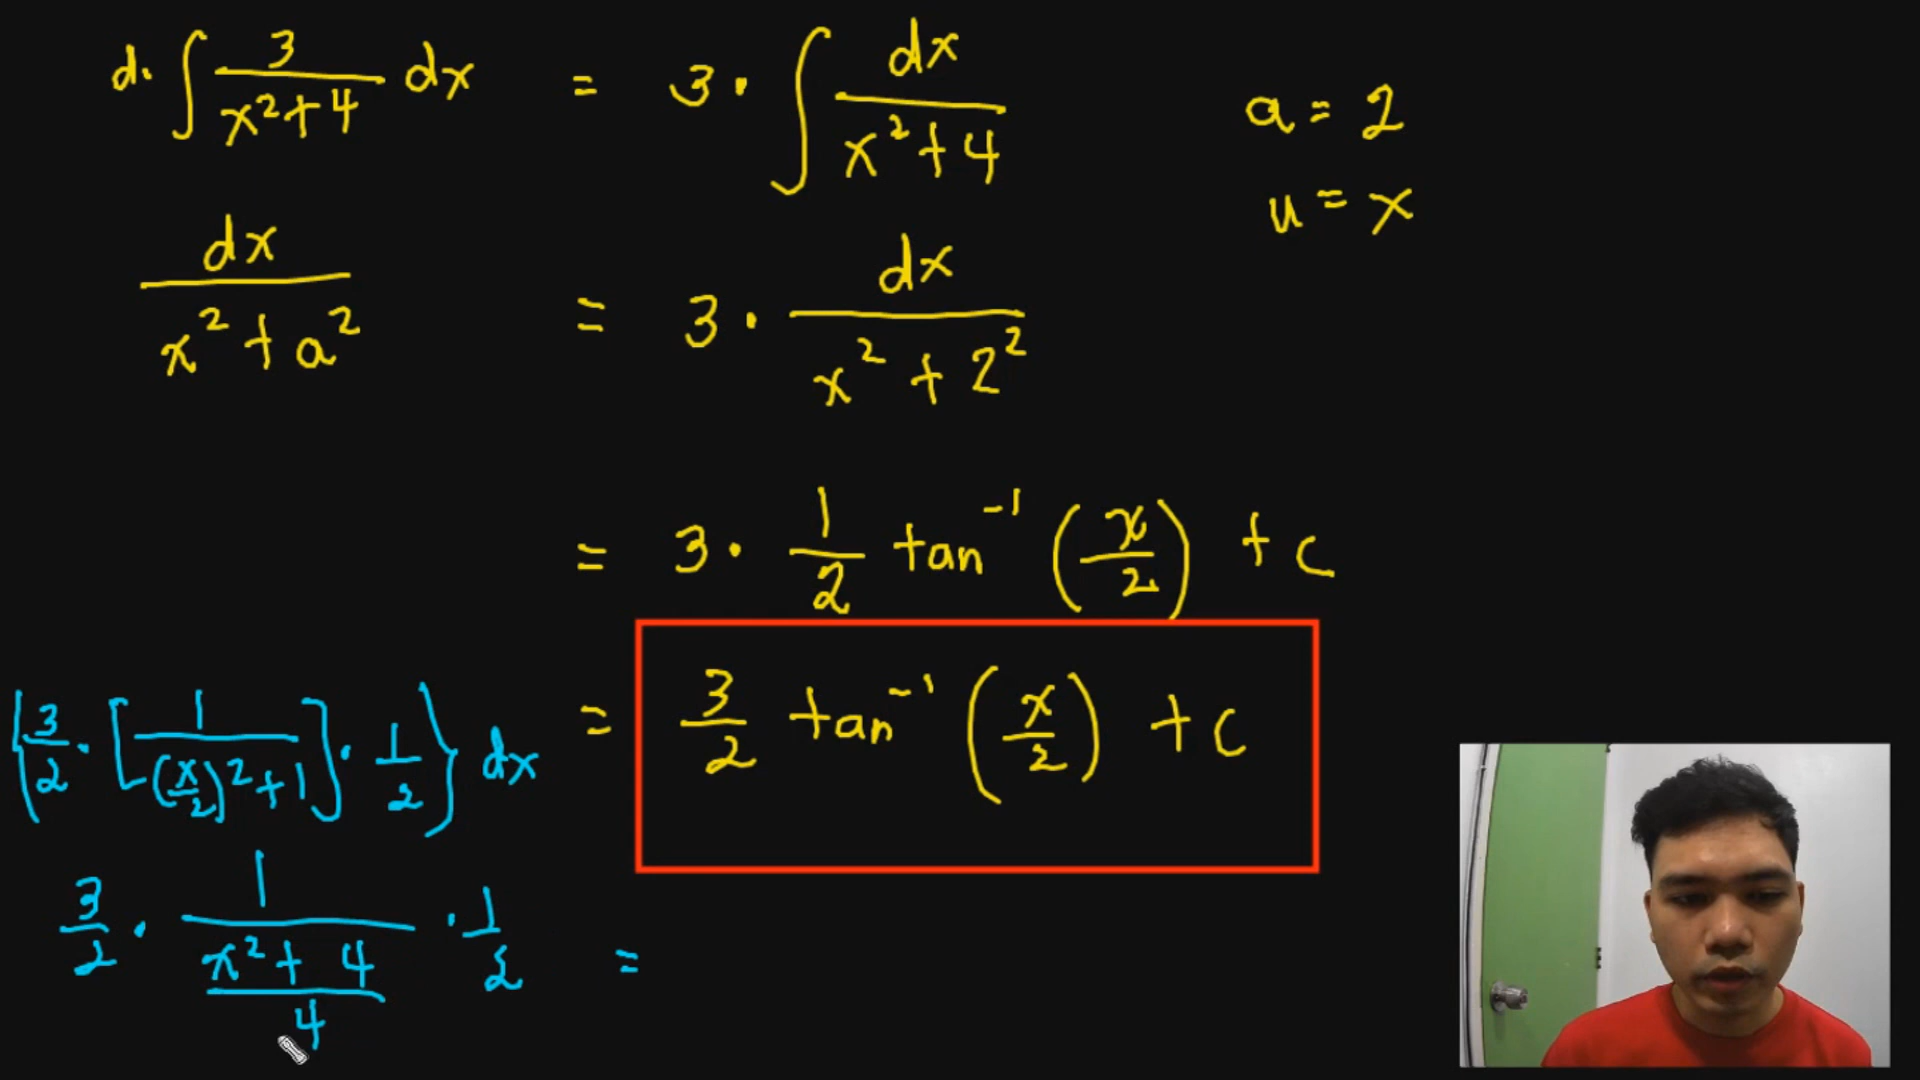 d. ∫ 3/(x²+4) dx = 3 · ∫ dx/(x²+4)
a = 2
u = x
dx/(x²+a²) = 3 · dx/(x²+2²)
= 3 · 1/2 tan⁻¹ (x/2) + c
{3/2 · [1/((x/2)²+1)] · 1/2} dx = 3/2 tan⁻¹ (x/2) + c
3/2 · 1/((x²+4)/4) · 1/2 =